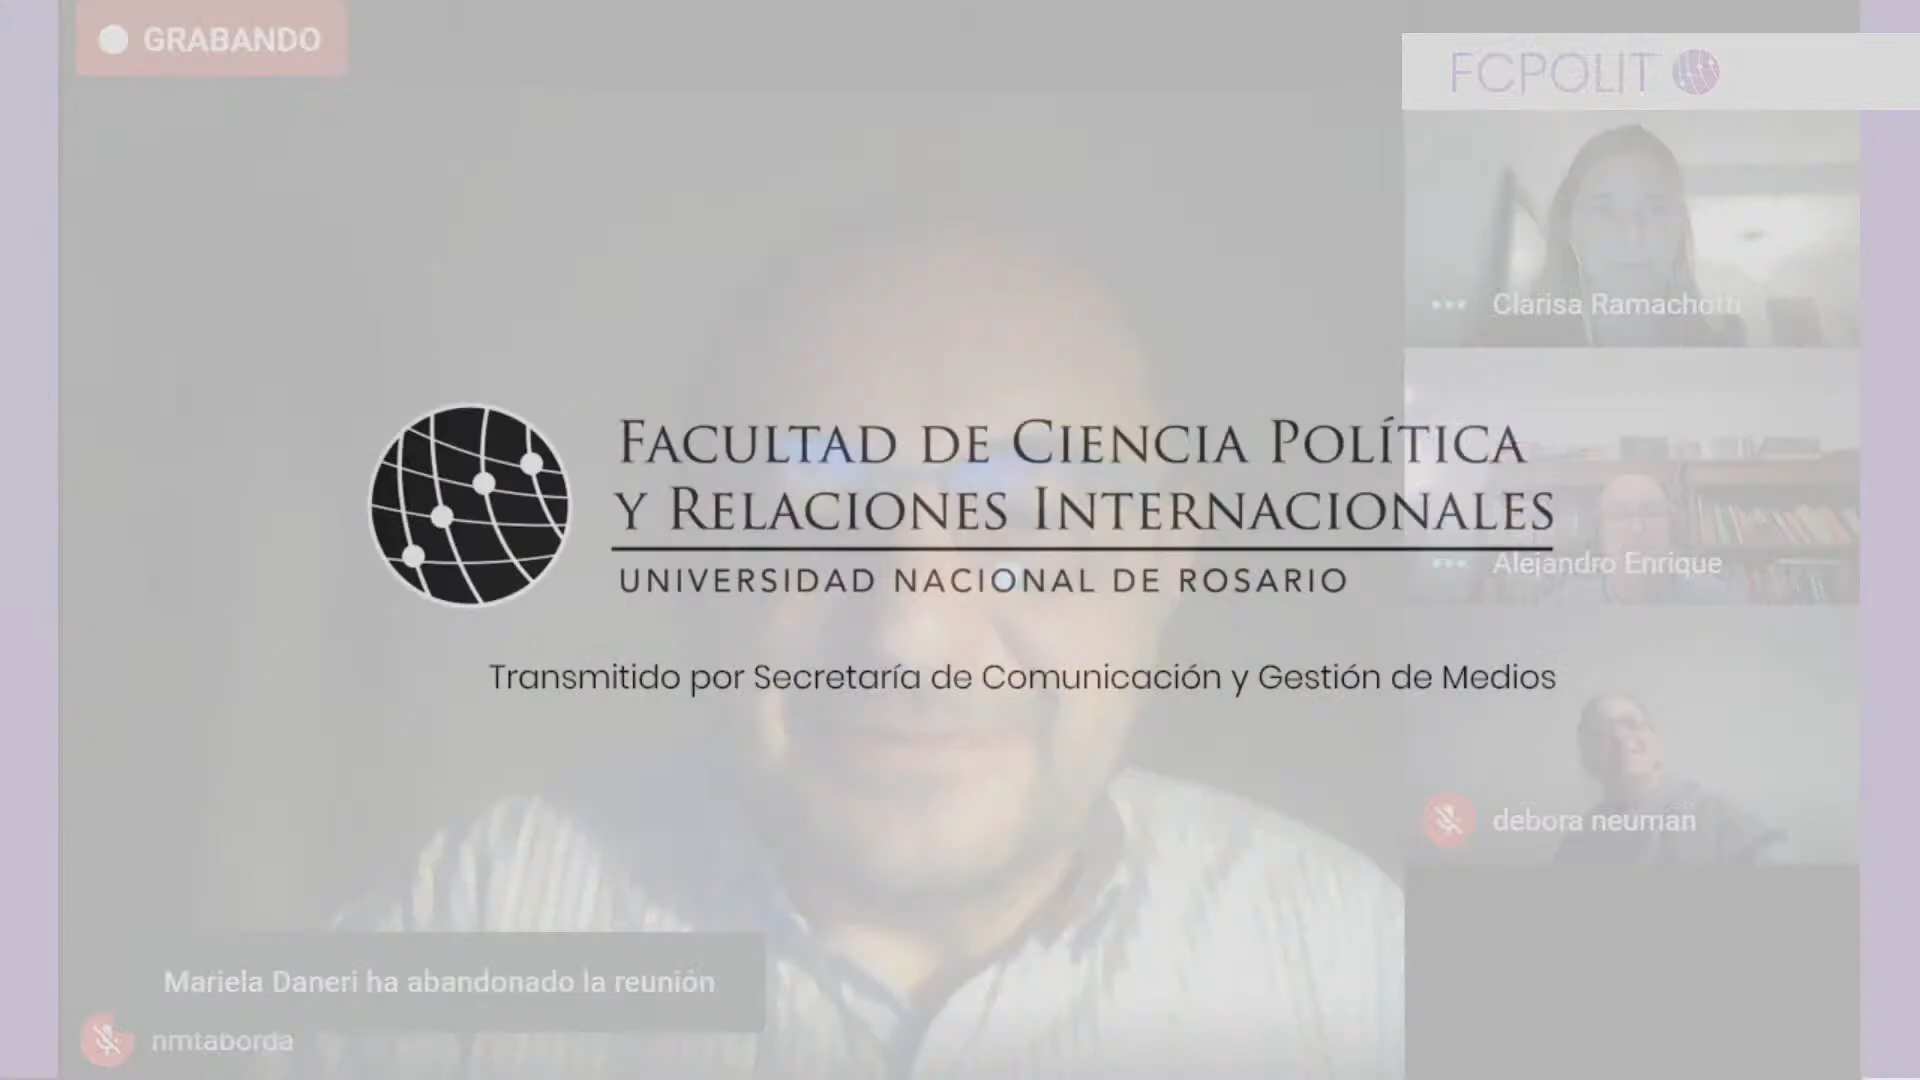 GRABANDO
FCPOLIT
Clarisa Ramachotti
FACULTAD DE CIENCIA POLÍTICA
Y RELACIONES INTERNACIONALES
UNIVERSIDAD NACIONAL DE ROSARIO
Alejandro Enrique
Transmitido por Secretaría de Comunicación y Gestión de Medios
debora neuman
Mariela Daneri ha abandonado la reunión
nmtaborda